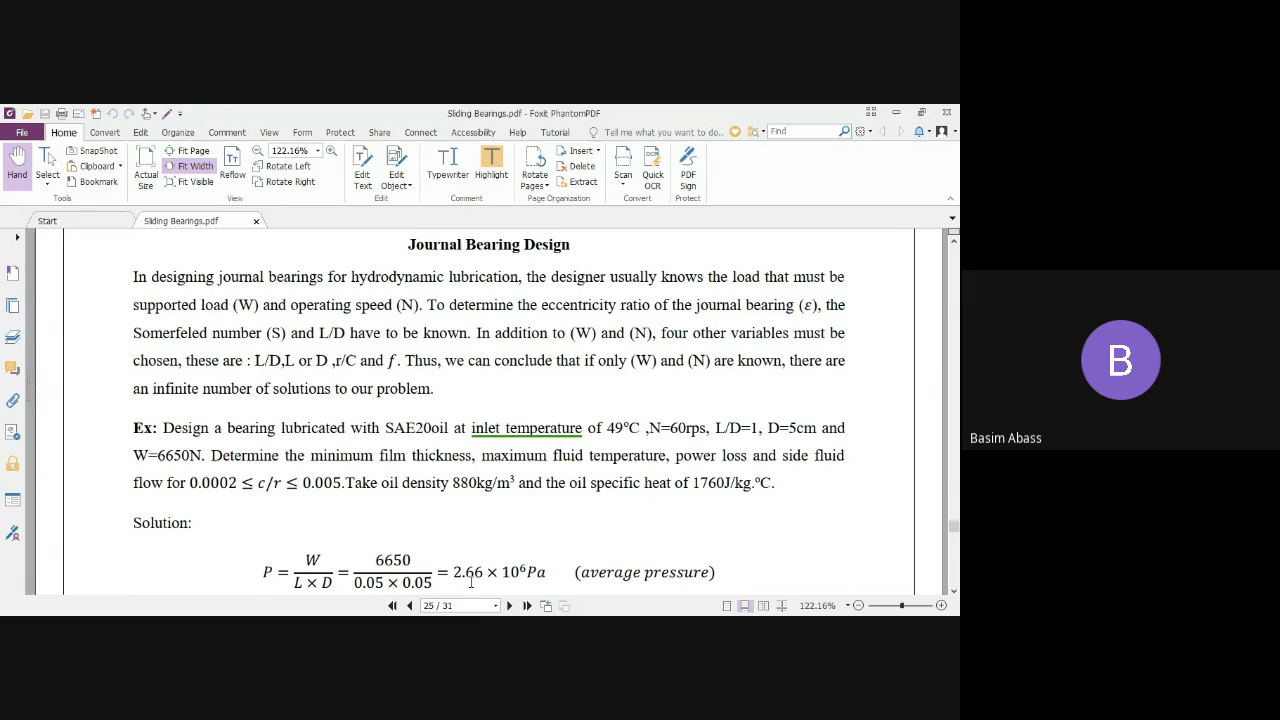 Sliding Bearings.pdf - Foxit PhantomPDF
File Home Convert Edit Organize Comment View Form Protect Share Connect Accessibility Help Tutorial Tell me what you want to do.. Find
Hand Select SnapShot Clipboard Bookmark Actual Size Fit Page Fit Width Fit Visible Reflow 122.16% Rotate Left Rotate Right Edit Text Edit Object Typewriter Highlight Rotate Pages Insert Delete Extract Scan Quick OCR PDF Sign
Tools View Edit Comment Page Organization Convert Protect
Start Sliding Bearings.pdf
Journal Bearing Design
In designing journal bearings for hydrodynamic lubrication, the designer usually knows the load that must be
supported load (W) and operating speed (N). To determine the eccentricity ratio of the journal bearing (ε), the
Somerfeled number (S) and L/D have to be known. In addition to (W) and (N), four other variables must be
chosen, these are : L/D,L or D ,r/C and f. Thus, we can conclude that if only (W) and (N) are known, there are
an infinite number of solutions to our problem.
Ex: Design a bearing lubricated with SAE20oil at inlet temperature of 49°C ,N=60rps, L/D=1, D=5cm and
W=6650N. Determine the minimum film thickness, maximum fluid temperature, power loss and side fluid
flow for 0.0002 ≤ c/r ≤ 0.005.Take oil density 880kg/m³ and the oil specific heat of 1760J/kg.ºC.
Solution:
P = W / (L × D) = 6650 / (0.05 × 0.05) = 2.66 × 10⁶Pa (average pressure)
25 / 31 122.16%
B
Basim Abass